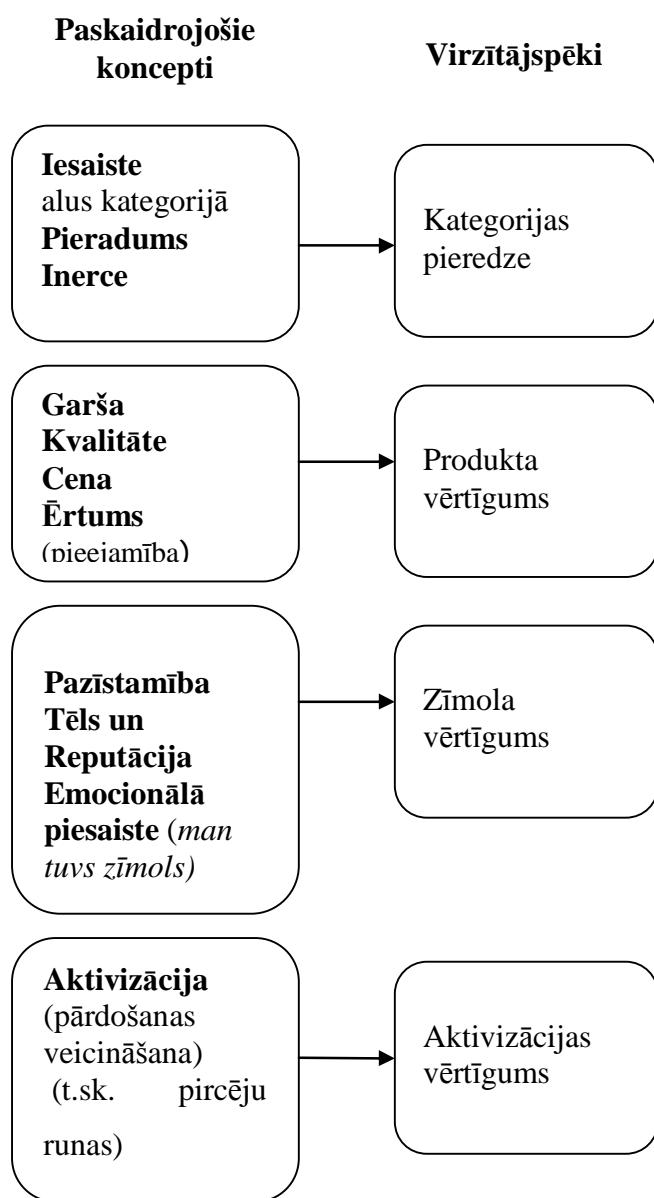 Paskaidrojošie
koncepti
Virzītājspēki
Iesaiste
alus kategorijā
Pieradums
Inerce
Kategorijas
pieredze
Garša
Kvalitāte
Cena
Ērtums
(pieejamība)
Produkta
vērtīgums
Pazīstamība
Tēls un
Reputācija
Emocionālā
piesaiste (man
tuvs zīmols)
Zīmola
vērtīgums
Aktivizācija
(pārdošanas
veicināšana)
(t.sk. pircēju
runas)
Aktivizācijas
vērtīgums